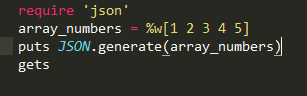 require 'json'
array_numbers = %w[1 2 3 4 5]
puts JSON.generate(array_numbers)
gets